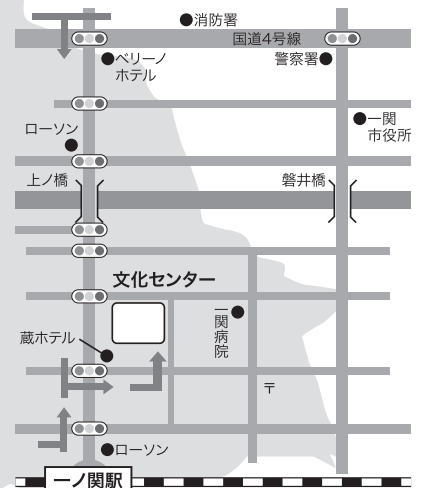 消防署
国道4号線
警察署
ベリーノ
ホテル
一関
市役所
ローソン
上ノ橋
磐井橋
文化センター
一関病院
蔵ホテル
〒
ローソン
一ノ関駅